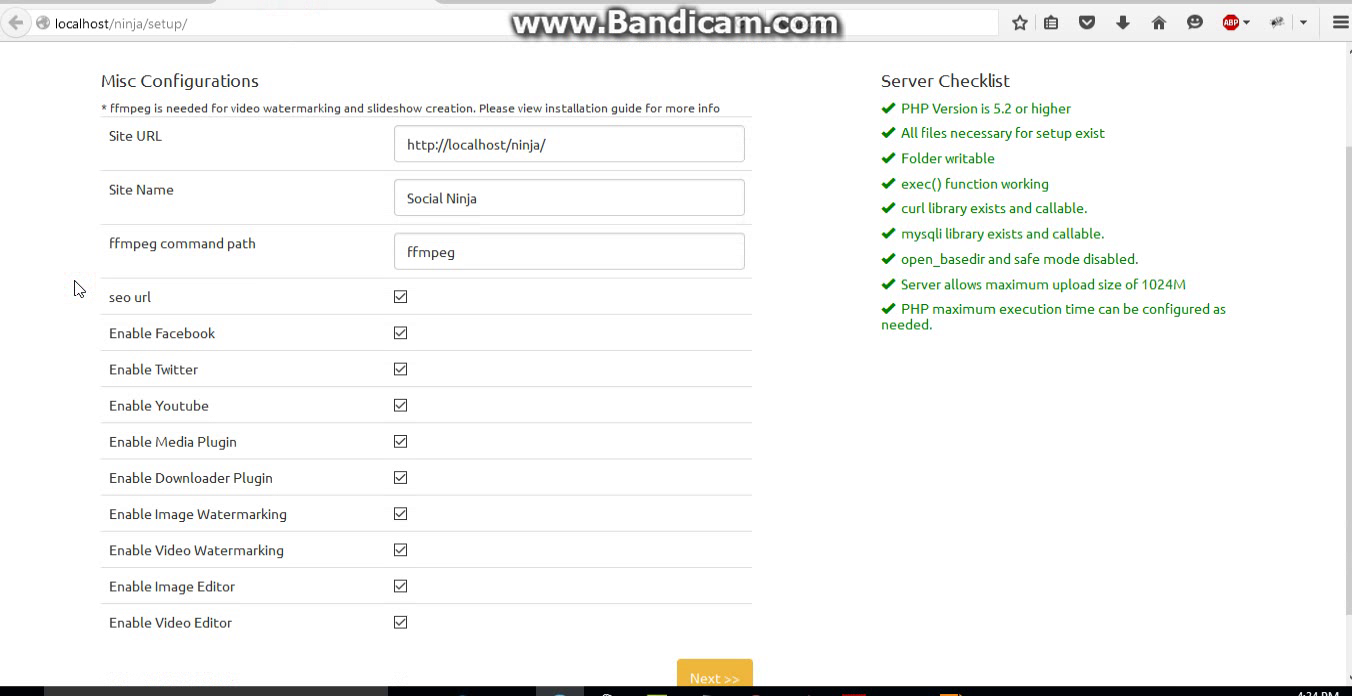 localhost/ninja/setup/
www.Bandicam.com
ABP
Misc Configurations
* ffmpeg is needed for video watermarking and slideshow creation. Please view installation guide for more info
Site URL
http://localhost/ninja/
Site Name
Social Ninja
ffmpeg command path
ffmpeg
seo url
Enable Facebook
Enable Twitter
Enable Youtube
Enable Media Plugin
Enable Downloader Plugin
Enable Image Watermarking
Enable Video Watermarking
Enable Image Editor
Enable Video Editor
Next >>
Server Checklist
PHP Version is 5.2 or higher
All files necessary for setup exist
Folder writable
exec() function working
curl library exists and callable.
mysqli library exists and callable.
open_basedir and safe mode disabled.
Server allows maximum upload size of 1024M
PHP maximum execution time can be configured as
needed.
4:34 PM